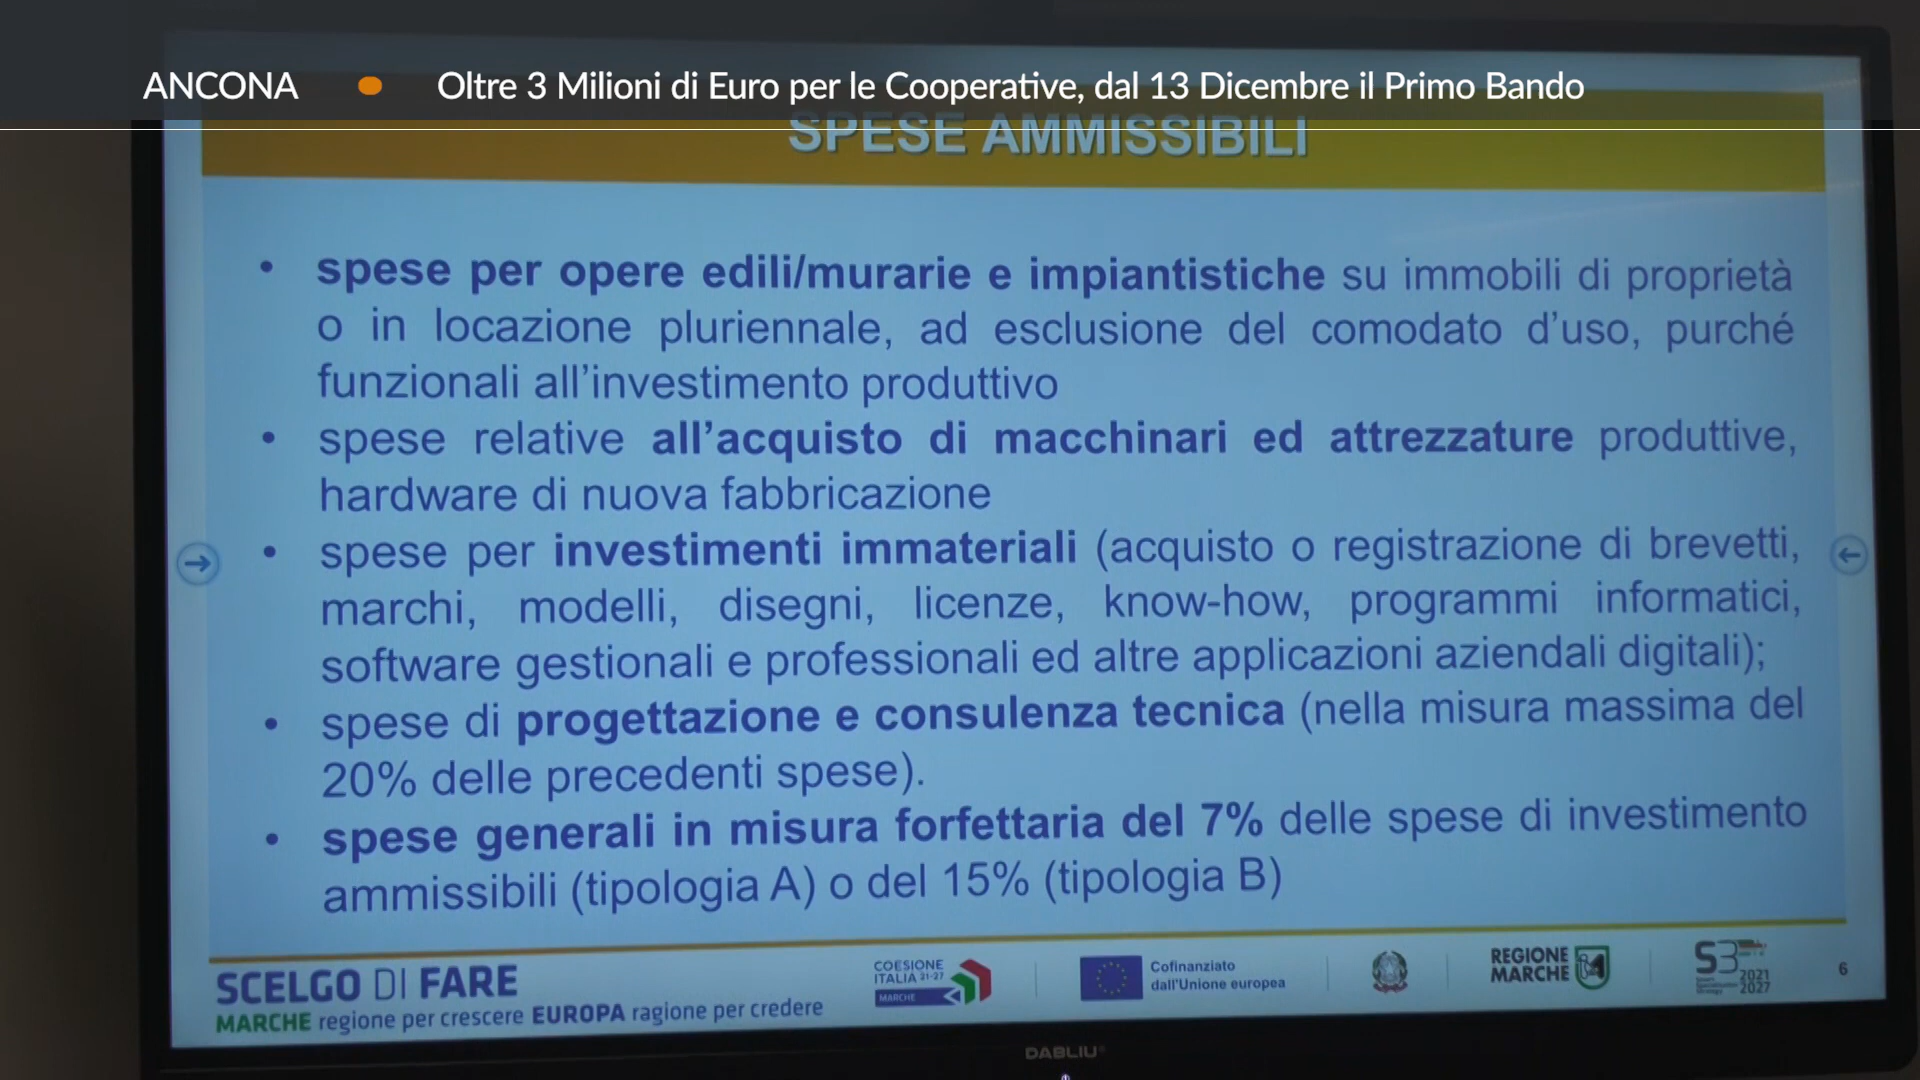 ANCONA • Oltre 3 Milioni di Euro per le Cooperative, dal 13 Dicembre il Primo Bando
SPESE AMMISSIBILI
• spese per opere edili/murarie e impiantistiche su immobili di proprietà
o in locazione pluriennale, ad esclusione del comodato d'uso, purché
funzionali all'investimento produttivo
• spese relative all'acquisto di macchinari ed attrezzature produttive,
hardware di nuova fabbricazione
• spese per investimenti immateriali (acquisto o registrazione di brevetti,
marchi, modelli, disegni, licenze, know-how, programmi informatici,
software gestionali e professionali ed altre applicazioni aziendali digitali);
• spese di progettazione e consulenza tecnica (nella misura massima del
20% delle precedenti spese).
• spese generali in misura forfettaria del 7% delle spese di investimento
ammissibili (tipologia A) o del 15% (tipologia B)
SCELGO DI FARE
MARCHE regione per crescere EUROPA ragione per credere
COESIONE
ITALIA 21-27
MARCHE
Cofinanziato
dall'Unione europea
REGIONE
MARCHE
S3
2021
2027
6
DABLIU